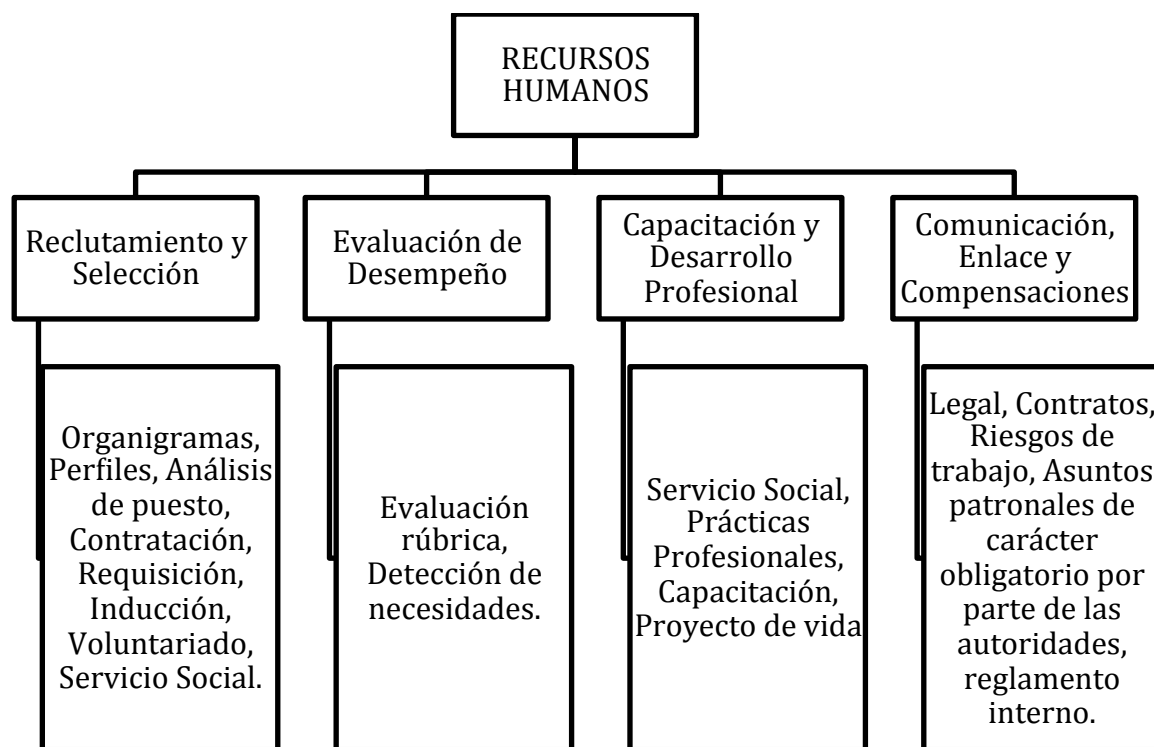 RECURSOS
HUMANOS
Reclutamiento y
Selección
Evaluación de
Desempeño
Capacitación y
Desarrollo
Profesional
Comunicación,
Enlace y
Compensaciones
Organigramas,
Perfiles, Análisis
de puesto,
Contratación,
Requisición,
Inducción,
Voluntariado,
Servicio Social.
Evaluación
rúbrica,
Detección de
necesidades.
Servicio Social,
Prácticas
Profesionales,
Capacitación,
Proyecto de vida
Legal, Contratos,
Riesgos de
trabajo, Asuntos
patronales de
carácter
obligatorio por
parte de las
autoridades,
reglamento
interno.